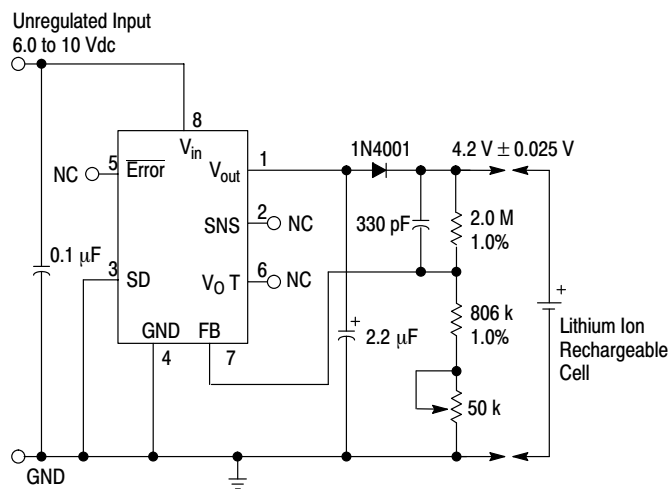 Unregulated Input
6.0 to 10 Vdc
8
Vin
5
Error
NC
1
Vout
1N4001
4.2 V ± 0.025 V
2
SNS
NC
330 pF
2.0 M
1.0%
0.1 µF
3
SD
6
VO T
NC
GND
FB
4
7
2.2 µF
+
806 k
1.0%
+
Lithium Ion
Rechargeable
Cell
50 k
GND